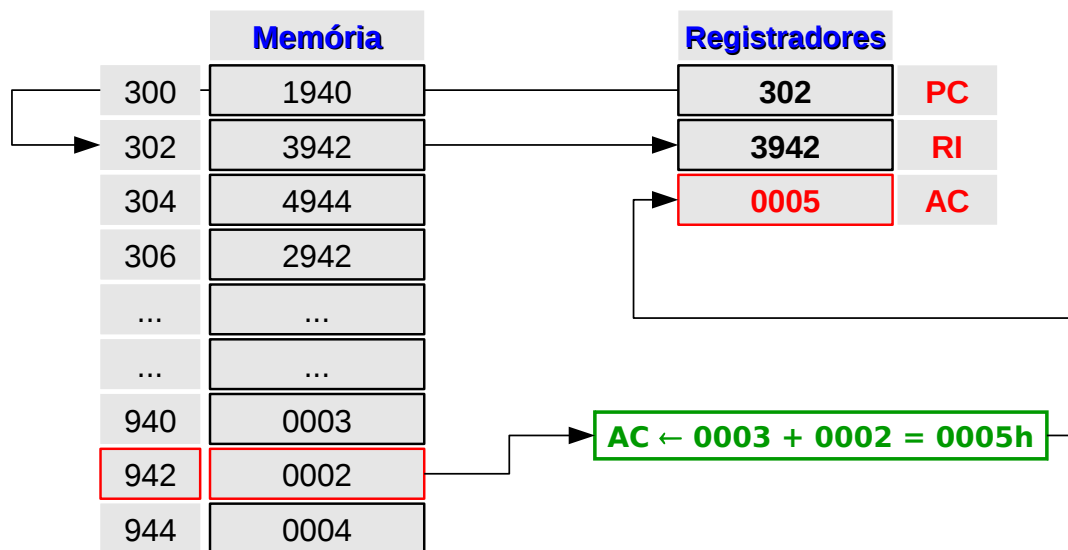 Memória Registradores
300 1940 302 PC
302 3942 3942 RI
304 4944 0005 AC
306 2942
... ...
... ...
940 0003
AC ← 0003 + 0002 = 0005h
942 0002
944 0004